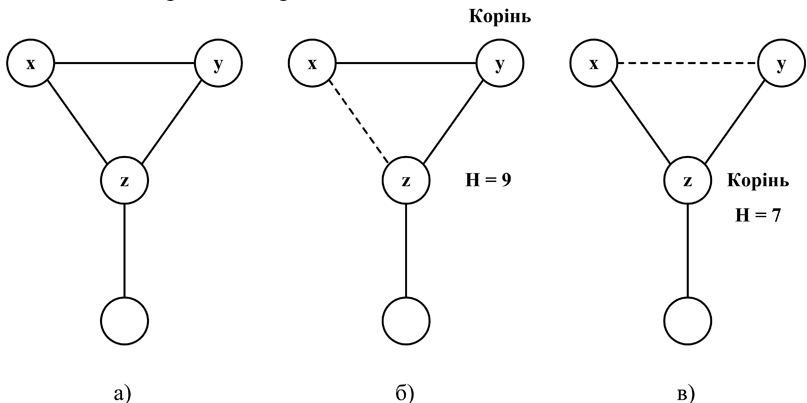 Корінь
x y x y x y
z z H = 9 z Корінь
H = 7
а) б) в)